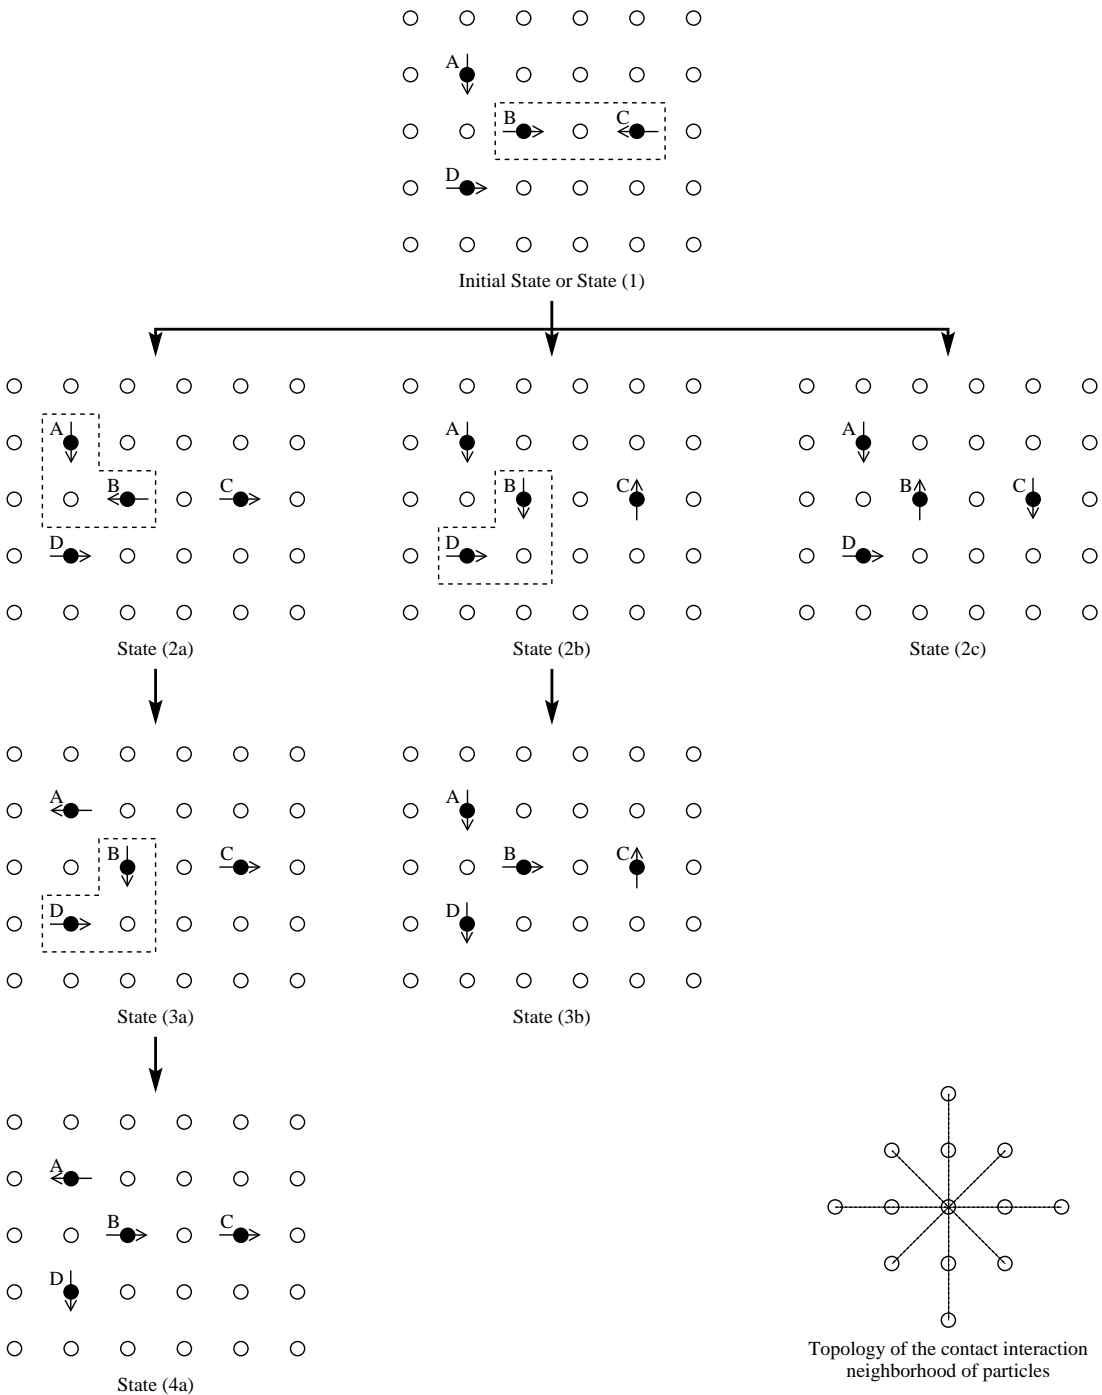 A
B
C
D
Initial State or State (1)
A
B
C
D
State (2a)
A
B
C
D
State (2b)
A
B
C
D
State (2c)
A
B
C
D
State (3a)
A
B
C
D
State (3b)
A
B
C
D
State (4a)
Topology of the contact interaction
neighborhood of particles